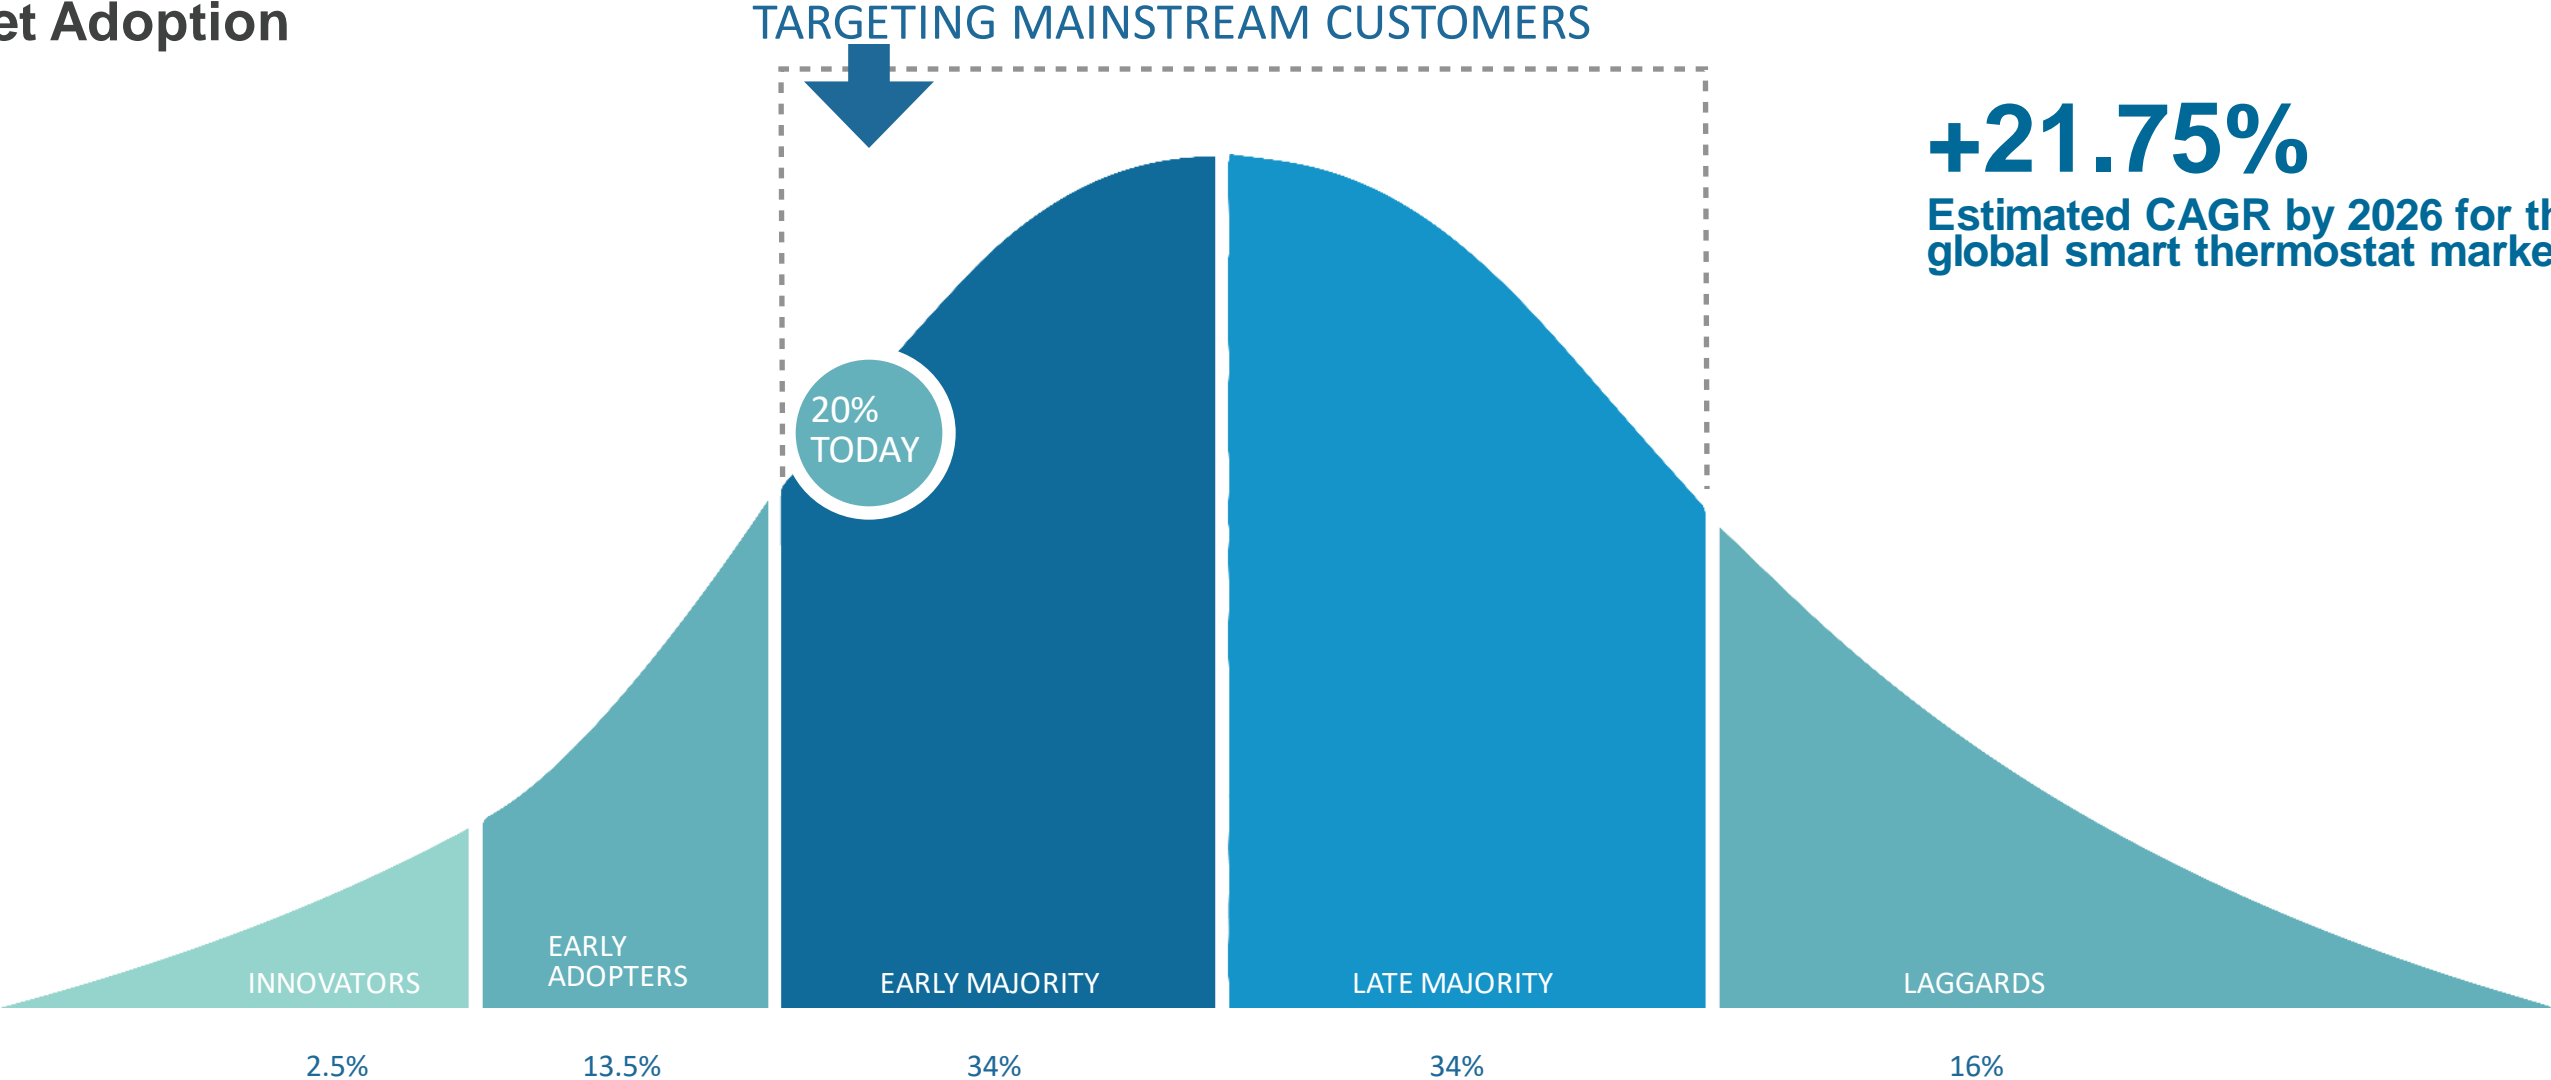 et Adoption
TARGETING MAINSTREAM CUSTOMERS
+21.75%
Estimated CAGR by 2026 for th
global smart thermostat marke
20%
TODAY
INNOVATORS
EARLY
ADOPTERS
EARLY MAJORITY
LATE MAJORITY
LAGGARDS
2.5%
13.5%
34%
34%
16%